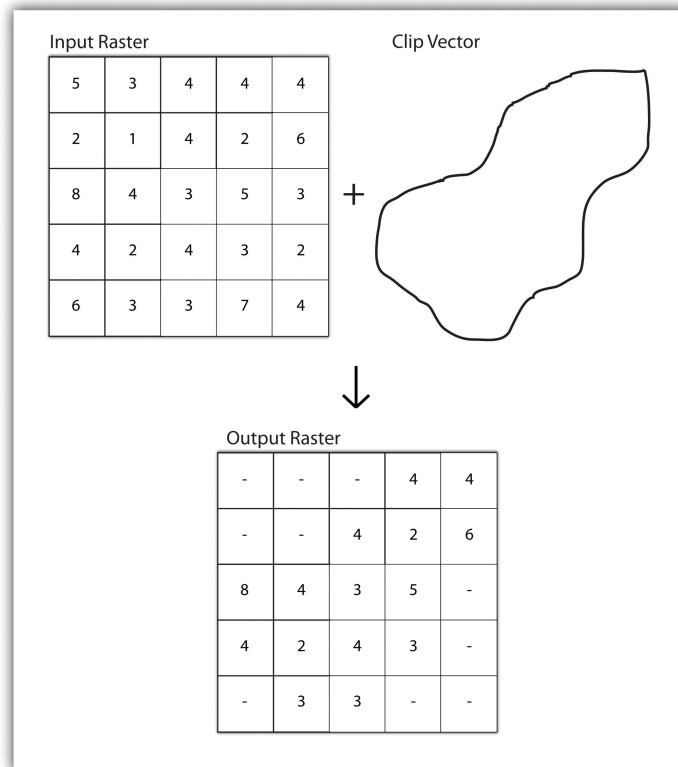 Input Raster
Clip Vector
5 3 4 4 4
2 1 4 2 6
8 4 3 5 3
+
4 2 4 3 2
6 3 3 7 4
Output Raster
- - - 4 4
- - 4 2 6
8 4 3 5 -
4 2 4 3 -
- 3 3 - -